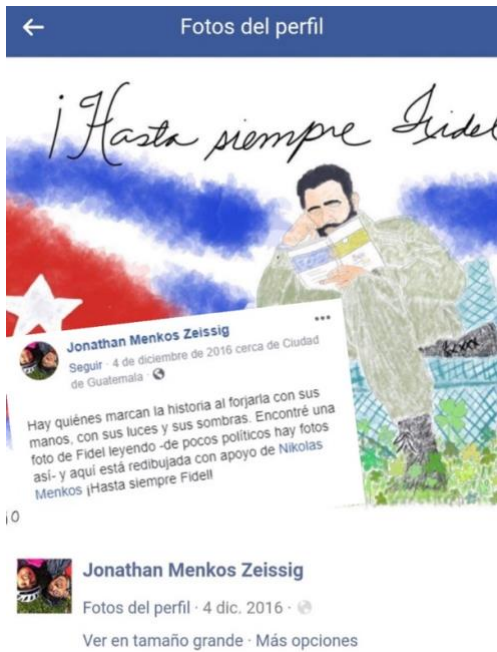 Fotos del perfil
¡Hasta siempre Fidel
Jonathan Menkos Zeissig
Seguir · 4 de diciembre de 2016 cerca de Ciudad
de Guatemala ·
Hay quiénes marcan la historia al forjarla con sus
manos, con sus luces y sus sombras. Encontré una
foto de Fidel leyendo -de pocos políticos hay fotos
así- y aquí está redibujada con apoyo de Nikolas
Menkos ¡Hasta siempre Fidel!
Jonathan Menkos Zeissig
Fotos del perfil · 4 dic. 2016 ·
Ver en tamaño grande · Más opciones